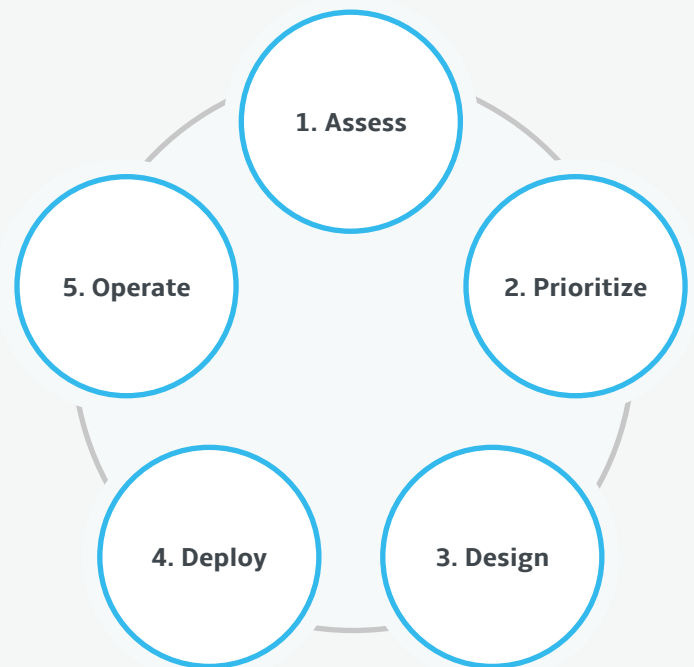 1. Assess
2. Prioritize
3. Design
4. Deploy
5. Operate